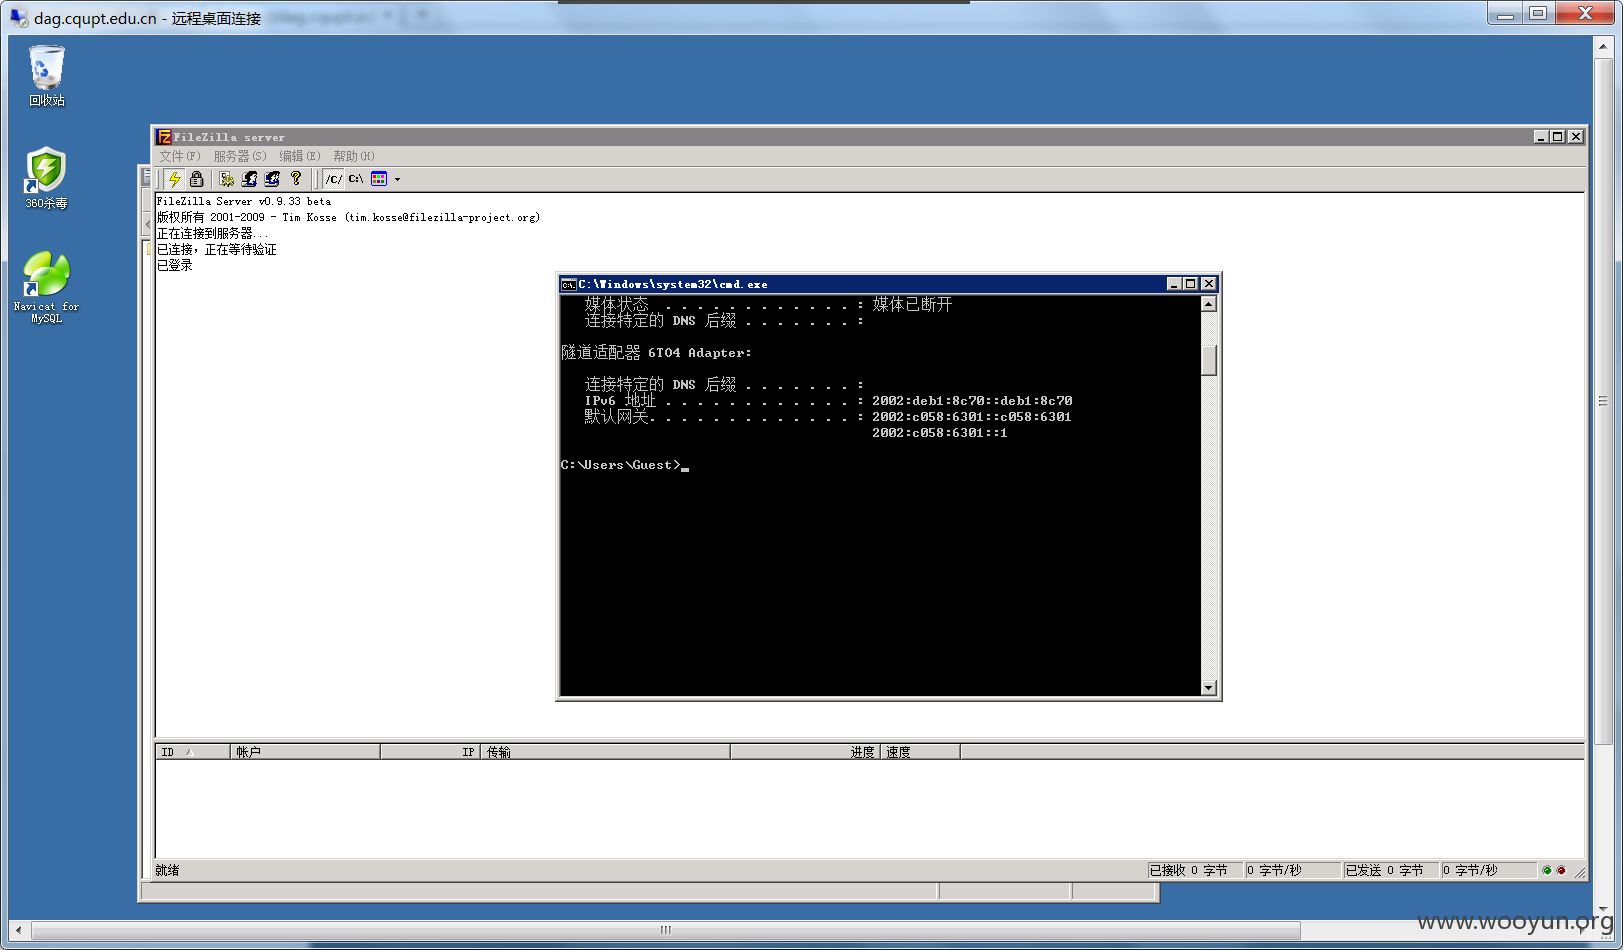 dag.cqupt.edu.cn - 远程桌面连接
回收站
360杀毒
Navicat for
MySQL
FileZilla server
文件(F) 服务器(S) 编辑(E) 帮助(H)
/C/ C:\
FileZilla Server v0.9.33 beta
版权所有 2001-2009 - Tim Kosse (tim.kosse@filezilla-project.org)
正在连接到服务器...
已连接，正在等待验证
已登录
C:\Windows\system32\cmd.exe
媒体状态 . . . . . . . . . . . . : 媒体已断开
连接特定的 DNS 后缀 . . . . . . . :
隧道适配器 6TO4 Adapter:
连接特定的 DNS 后缀 . . . . . . . :
IPv6 地址 . . . . . . . . . . . . : 2002:deb1:8c70::deb1:8c70
默认网关. . . . . . . . . . . . . : 2002:c058:6301::c058:6301
2002:c058:6301::1
C:\Users\Guest>_
ID 帐户 IP 传输 进度 速度
就绪 已接收 0 字节 0 字节/秒 已发送 0 字节 0 字节/秒
www.wooyun.org